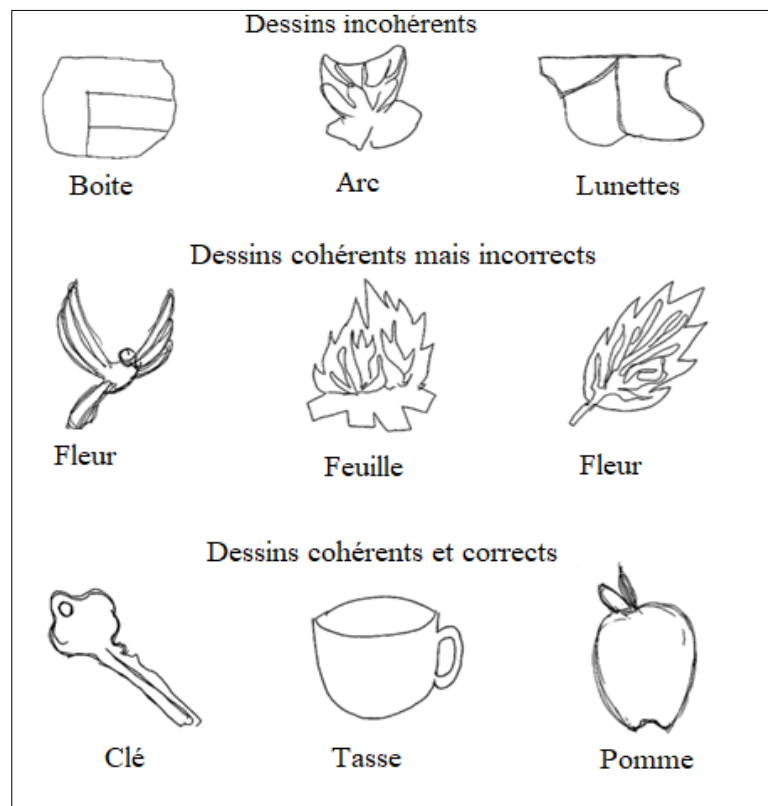 Dessins incohérents
Boite Arc Lunettes
Dessins cohérents mais incorrects
Fleur Feuille Fleur
Dessins cohérents et corrects
Clé Tasse Pomme